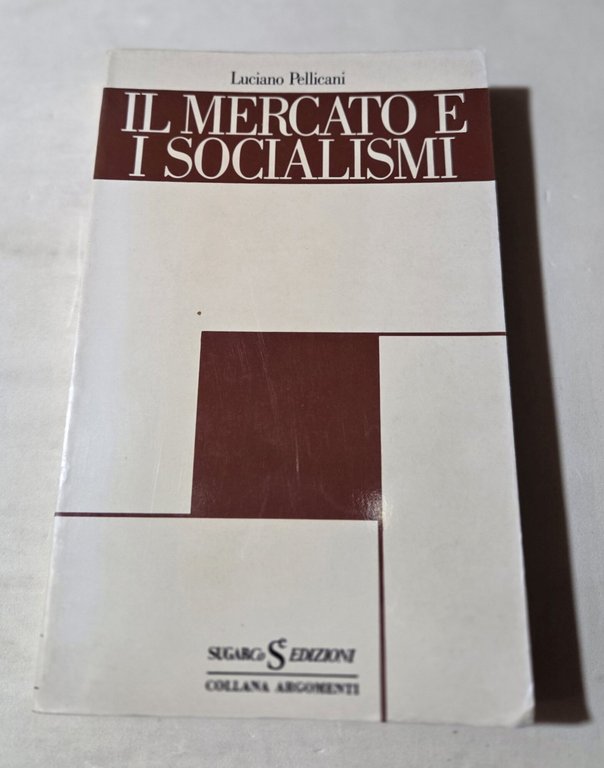 Luciano Pellicani
IL MERCATO E
I SOCIALISMI
SUGARCo S EDIZIONI
COLLANA ARGOMENTI